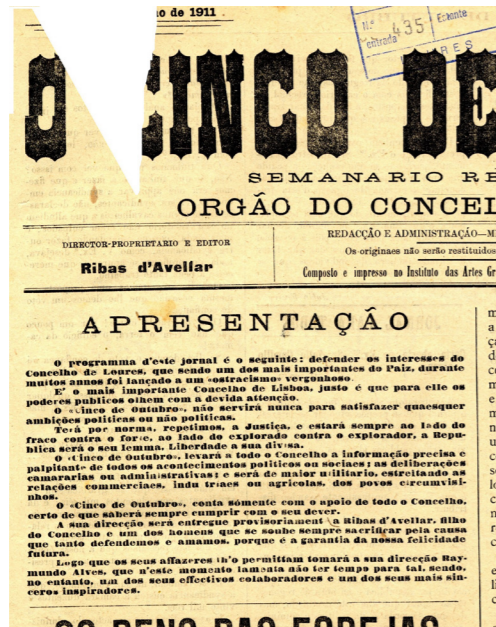 o de 1911
N.º 435 Estante
entrada
RES
O CINCO DE
SEMANARIO RE
ORGÃO DO CONCEL
DIRECTOR-PROPRIETARIO E EDITOR
Ribas d'Avellar
REDACÇÃO E ADMINISTRAÇÃO—M
Os originaes não serão restituidos
Composto e impresso no Instituto das Artes Gr
APRESENTAÇÃO
O programma d'este jornal é o seguinte: defender os interesses do
Concelho de Loures, que sendo um dos mais importantes do Paiz, durante
muitos annos foi lançado a um «ostracismo» vergonhoso.
E' o mais importante Concelho de Lisboa, justo é que para elle os
poderes publicos olhem com a devida attenção.
O «Cinco de Outubro», não servirá nunca para satisfazer quaesquer
ambições politicas ou não politicas.
Terá por norma, repetimos, a Justiça, e estará sempre ao lado do
fraco contra o forte, ao lado do explorado contra o explorador, a Repu-
blica será o seu lemma, Liberdade a sua divisa.
O «Cinco de Outubro», levará a todo o Concelho a informação precisa e
palpitante de todos os acontecimentos politicos ou sociaes; as deliberações
camararias ou administrativas e será de maior utilitario, estreitando as
relações commerciaes, industriaes ou agricolas, dos povos circumvisi-
nhos.
O «Cinco de Outubro», conta sómente com o apoio de todo o Concelho,
certo de que saberá sempre cumprir com o seu dever.
A sua direcção será entregue provisoriamente a Ribas d'Avellar, filho
do Concelho e um dos homens que se soube sempre sacrificar pela causa
que tanto defendemos e amamos, porque é a garantia da nossa felicidade
futura.
Logo que os seus affazeres lh'o permittam tomará a sua direcção Ray-
mundo Alves, que n'este momento lamenta não ter tempo para tal, sendo,
no entanto, um dos seus effectivos colaboradores e um dos seus mais sin-
ceros inspiradores.